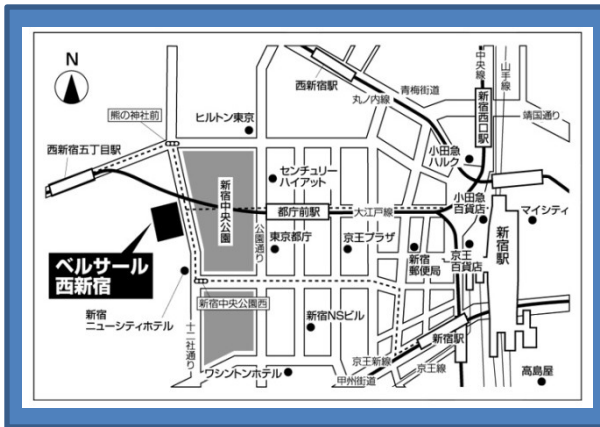 N
熊の神社前
西新宿五丁目駅
ヒルトン東京
西新宿駅
丸ノ内線
青梅街道
中央線
山手線
新宿西口駅
靖国通り
小田急
ハルク
センチュリー
ハイアット
新宿中央公園
都庁前駅
大江戸線
小田急
百貨店
マイシティ
公園通り
東京都庁
京王プラザ
新宿
郵便局
京王
百貨店
新宿駅
ベルサール
西新宿
新宿
ニューシティホテル
新宿中央公園西
十二社通り
新宿NSビル
新宿駅
京王新線
ワシントンホテル
甲州街道
京王線
高島屋